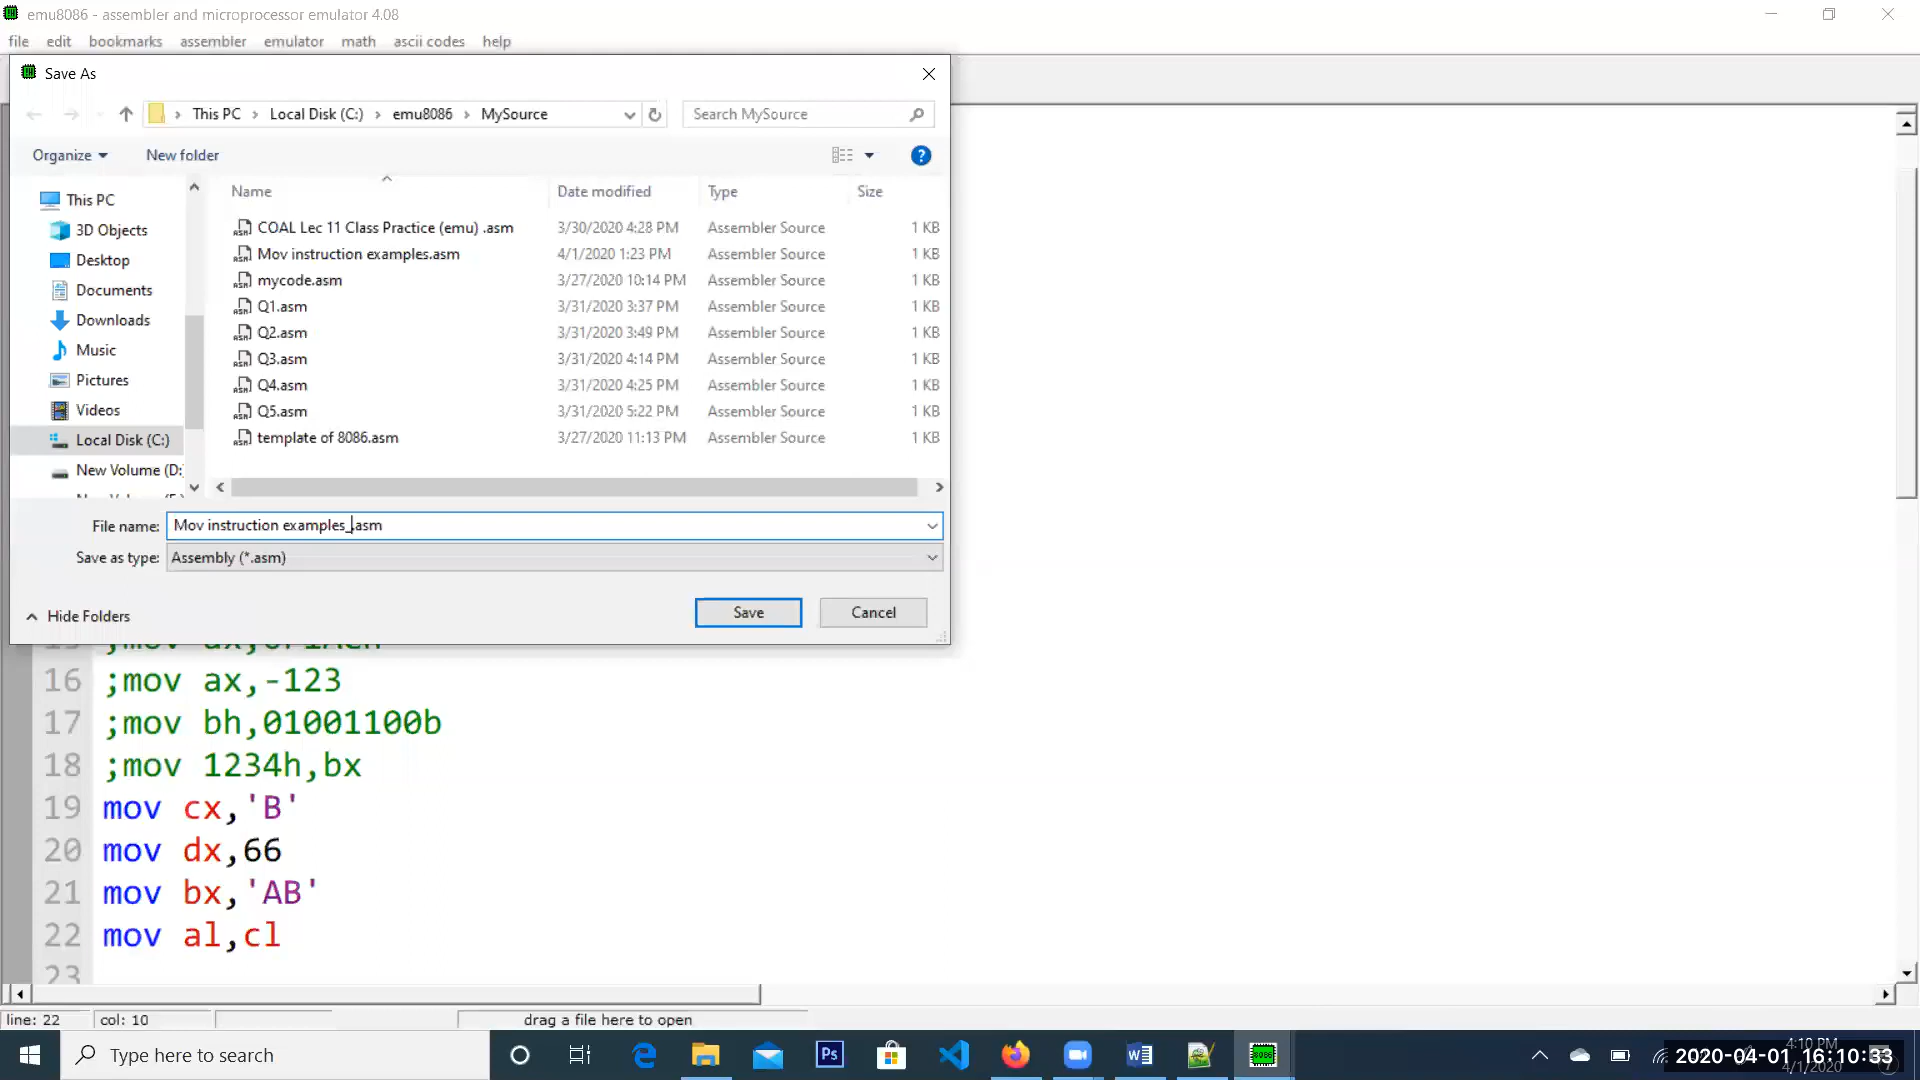 emu8086 - assembler and microprocessor emulator 4.08
file edit bookmarks assembler emulator math ascii codes help
Save As
This PC > Local Disk (C:) > emu8086 > MySource
Search MySource
Organize New folder
Name Date modified Type Size
This PC
3D Objects
Desktop
Documents
Downloads
Music
Pictures
Videos
Local Disk (C:)
New Volume (D:
COAL Lec 11 Class Practice (emu) .asm 3/30/2020 4:28 PM Assembler Source 1 KB
Mov instruction examples.asm 4/1/2020 1:23 PM Assembler Source 1 KB
mycode.asm 3/27/2020 10:14 PM Assembler Source 1 KB
Q1.asm 3/31/2020 3:37 PM Assembler Source 1 KB
Q2.asm 3/31/2020 3:49 PM Assembler Source 1 KB
Q3.asm 3/31/2020 4:14 PM Assembler Source 1 KB
Q4.asm 3/31/2020 4:25 PM Assembler Source 1 KB
Q5.asm 3/31/2020 5:22 PM Assembler Source 1 KB
template of 8086.asm 3/27/2020 11:13 PM Assembler Source 1 KB
File name: Mov instruction examples_.asm
Save as type: Assembly (*.asm)
Hide Folders
Save Cancel
16 ;mov ax,-123
17 ;mov bh,01001100b
18 ;mov 1234h,bx
19 mov cx,'B'
20 mov dx,66
21 mov bx,'AB'
22 mov al,cl
23
line: 22 col: 10 drag a file here to open
Type here to search
Ps
8086
4:10 PM
2020-04-01 16:10:33
4/1/2020